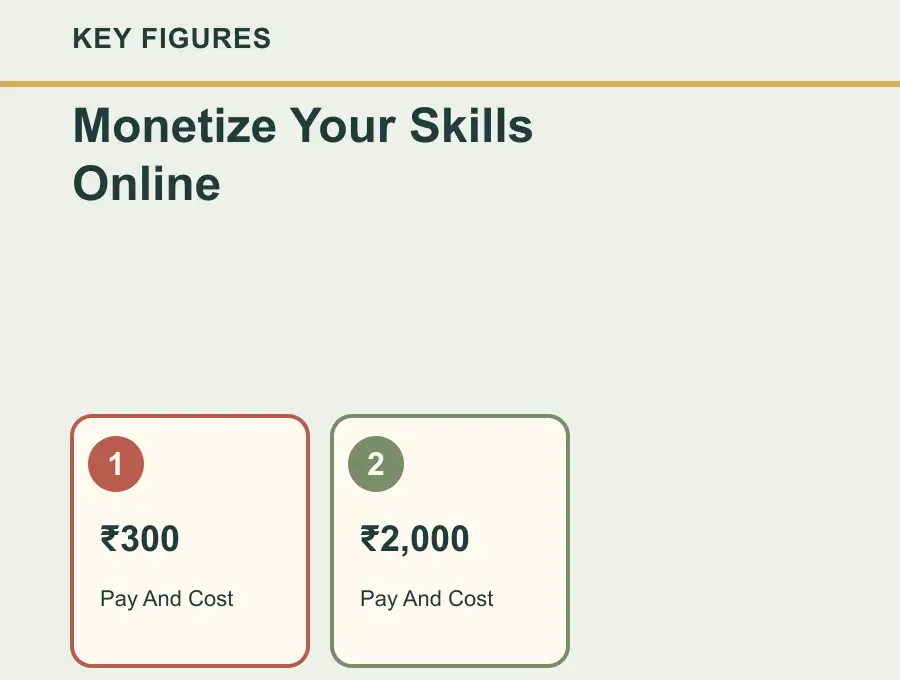 KEY FIGURES
Monetize Your Skills
Online
1
₹300
Pay And Cost
2
₹2,000
Pay And Cost